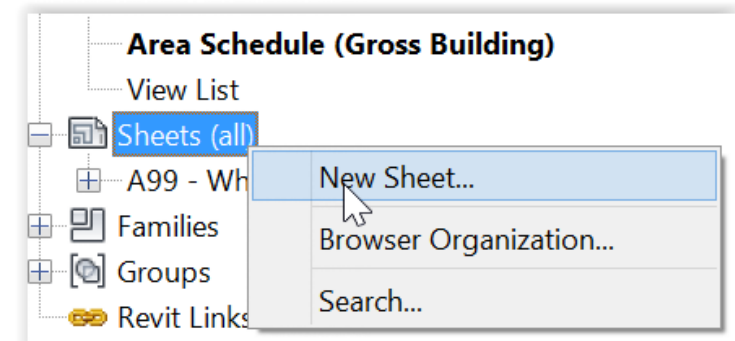 Area Schedule (Gross Building)
View List
Sheets (all)
A99 - Wh
New Sheet...
Families
Browser Organization...
Groups
Search...
Revit Links